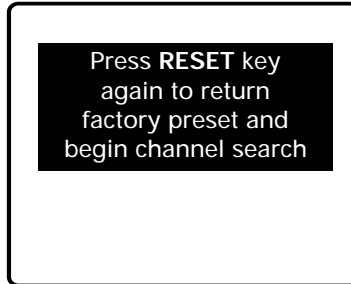 Press RESET key
again to return
factory preset and
begin channel search